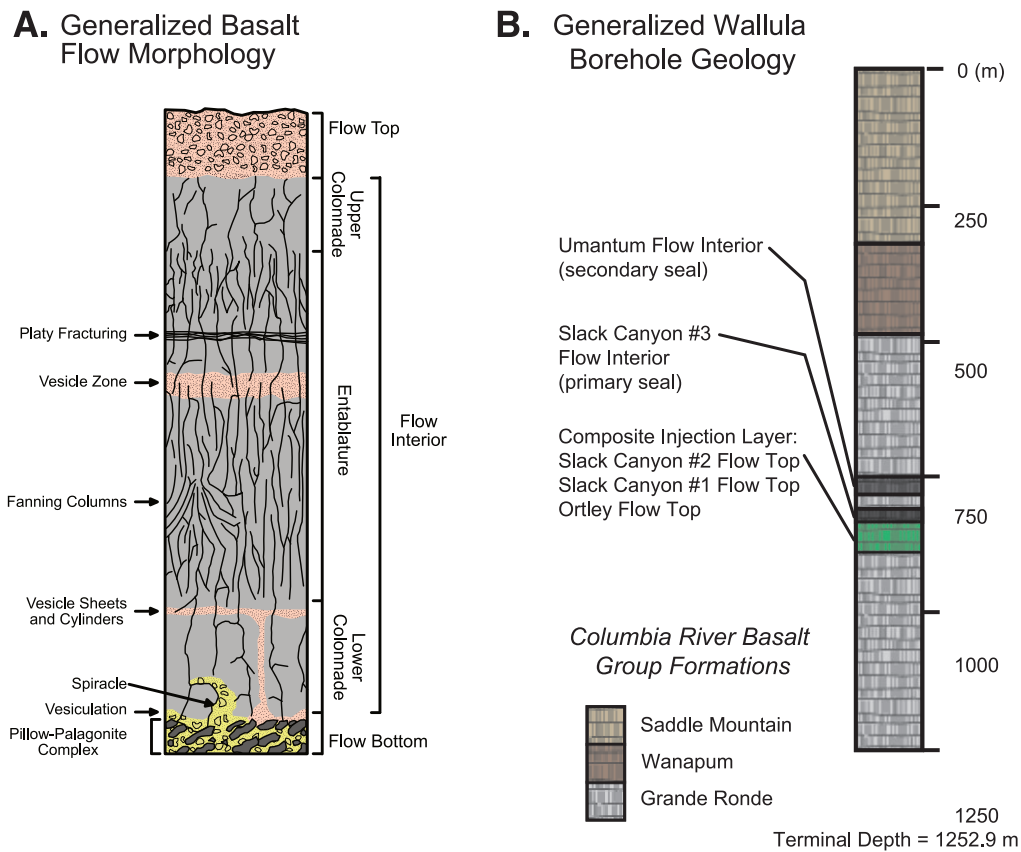 A. Generalized Basalt
Flow Morphology
Flow Top
Upper
Colonnade
Platy Fracturing
Vesicle Zone
Entablature
Flow
Interior
Fanning Columns
Vesicle Sheets
and Cylinders
Lower
Colonnade
Spiracle
Vesiculation
Pillow-Palagonite
Complex
Flow Bottom
B. Generalized Wallula
Borehole Geology
0 (m)
250
Umantum Flow Interior
(secondary seal)
Slack Canyon #3
Flow Interior
(primary seal)
500
Composite Injection Layer:
Slack Canyon #2 Flow Top
Slack Canyon #1 Flow Top
Ortley Flow Top
750
Columbia River Basalt
Group Formations
1000
Saddle Mountain
Wanapum
Grande Ronde
1250
Terminal Depth = 1252.9 m